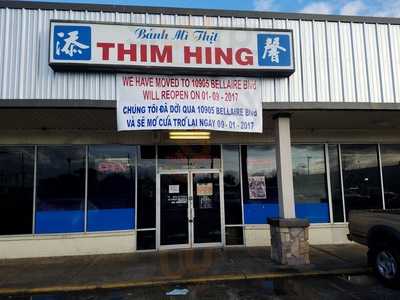 Bánh Mì Thịt
添 THIM HING 馨
WE HAVE MOVED TO 10905 BELLAIRE BLVD
WILL REOPEN ON 01-09-2017
CHÚNG TÔI ĐÃ DỜI QUA 10905 BELLAIRE BLVD
VÀ SẼ MỞ CỬA TRỞ LẠI NGÀY 09-01-2017